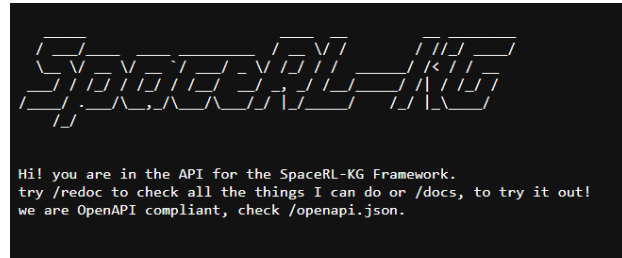 SpaceRL-KG
Hi! you are in the API for the SpaceRL-KG Framework.
try /redoc to check all the things I can do or /docs, to try it out!
we are OpenAPI compliant, check /openapi.json.